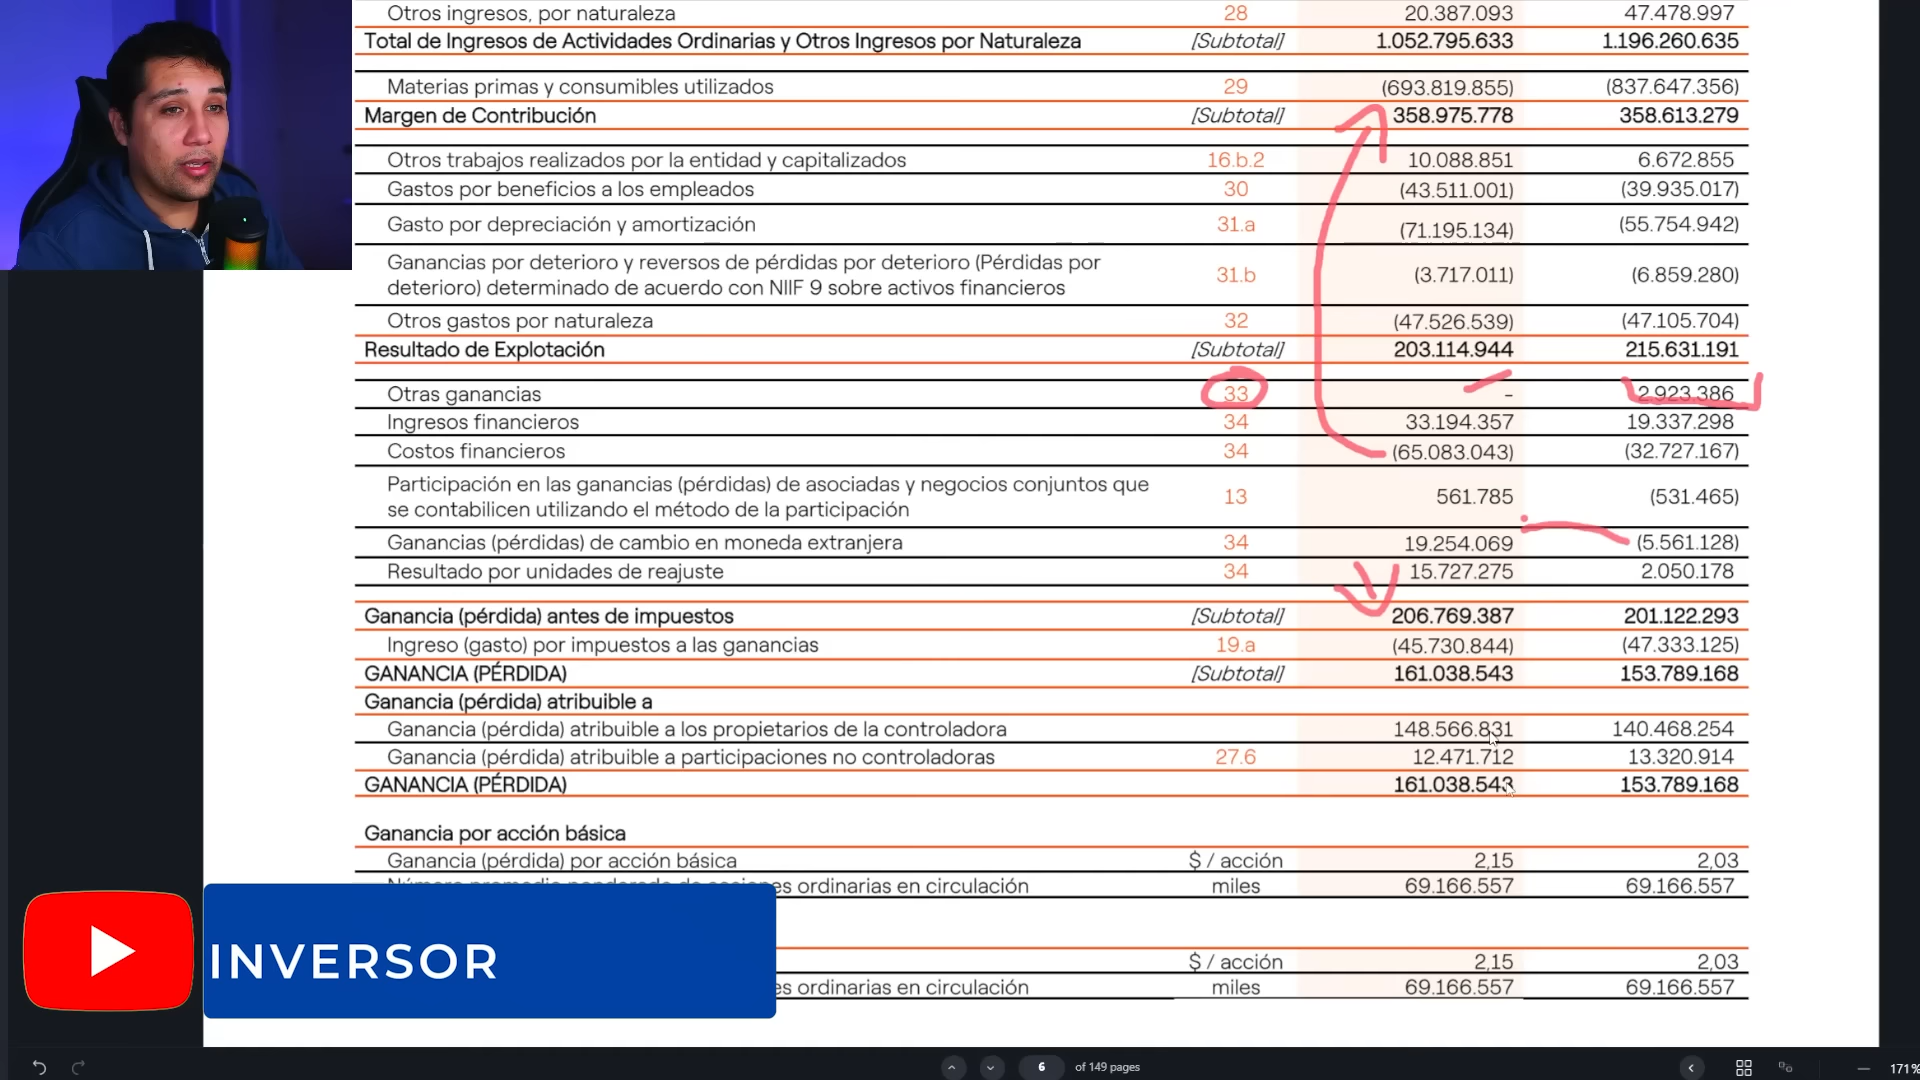 Otros ingresos, por naturaleza 28 20.387.093 47.478.997
Total de Ingresos de Actividades Ordinarias y Otros Ingresos por Naturaleza [Subtotal] 1.052.795.633 1.196.260.635
Materias primas y consumibles utilizados 29 (693.819.855) (837.647.356)
Margen de Contribución [Subtotal] 358.975.778 358.613.279
Otros trabajos realizados por la entidad y capitalizados 16.b.2 10.088.851 6.672.855
Gastos por beneficios a los empleados 30 (43.511.001) (39.935.017)
Gasto por depreciación y amortización 31.a (71.195.134) (55.754.942)
Ganancias por deterioro y reversos de pérdidas por deterioro (Pérdidas por
deterioro) determinado de acuerdo con NIIF 9 sobre activos financieros 31.b (3.717.011) (6.859.280)
Otros gastos por naturaleza 32 (47.526.539) (47.105.704)
Resultado de Explotación [Subtotal] 203.114.944 215.631.191
Otras ganancias 33 - 2.923.386
Ingresos financieros 34 33.194.357 19.337.298
Costos financieros 34 (65.083.043) (32.727.167)
Participación en las ganancias (pérdidas) de asociadas y negocios conjuntos que
se contabilicen utilizando el método de la participación 13 561.785 (531.465)
Ganancias (pérdidas) de cambio en moneda extranjera 34 19.254.069 (5.561.128)
Resultado por unidades de reajuste 34 15.727.275 2.050.178
Ganancia (pérdida) antes de impuestos [Subtotal] 206.769.387 201.122.293
Ingreso (gasto) por impuestos a las ganancias 19.a (45.730.844) (47.333.125)
GANANCIA (PÉRDIDA) [Subtotal] 161.038.543 153.789.168
Ganancia (pérdida) atribuible a
Ganancia (pérdida) atribuible a los propietarios de la controladora 148.566.831 140.468.254
Ganancia (pérdida) atribuible a participaciones no controladoras 27.6 12.471.712 13.320.914
GANANCIA (PÉRDIDA) 161.038.543 153.789.168
Ganancia por acción básica
Ganancia (pérdida) por acción básica $ / acción 2,15 2,03
es ordinarias en circulación miles 69.166.557 69.166.557
INVERSOR
$ / acción 2,15 2,03
es ordinarias en circulación miles 69.166.557 69.166.557
6 of 149 pages
171%